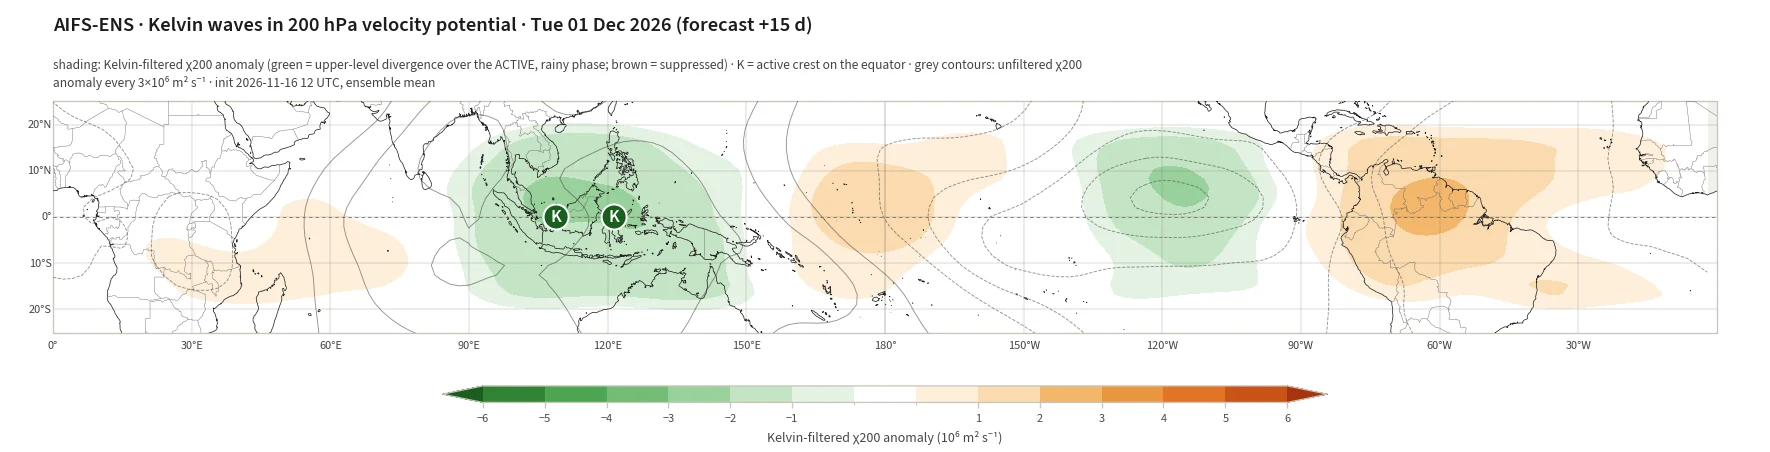 AIFS-ENS · Kelvin waves in 200 hPa velocity potential · Tue 01 Dec 2026 (forecast +15 d)
shading: Kelvin-filtered χ200 anomaly (green = upper-level divergence over the ACTIVE, rainy phase; brown = suppressed) · K = active crest on the equator · grey contours: unfiltered χ200
anomaly every 3×10⁶ m² s⁻¹ · init 2026-11-16 12 UTC, ensemble mean
20°N
10°N
0°
10°S
20°S
K K
0° 30°E 60°E 90°E 120°E 150°E 180° 150°W 120°W 90°W 60°W 30°W
−6 −5 −4 −3 −2 −1 1 2 3 4 5 6
Kelvin-filtered χ200 anomaly (10⁶ m² s⁻¹)